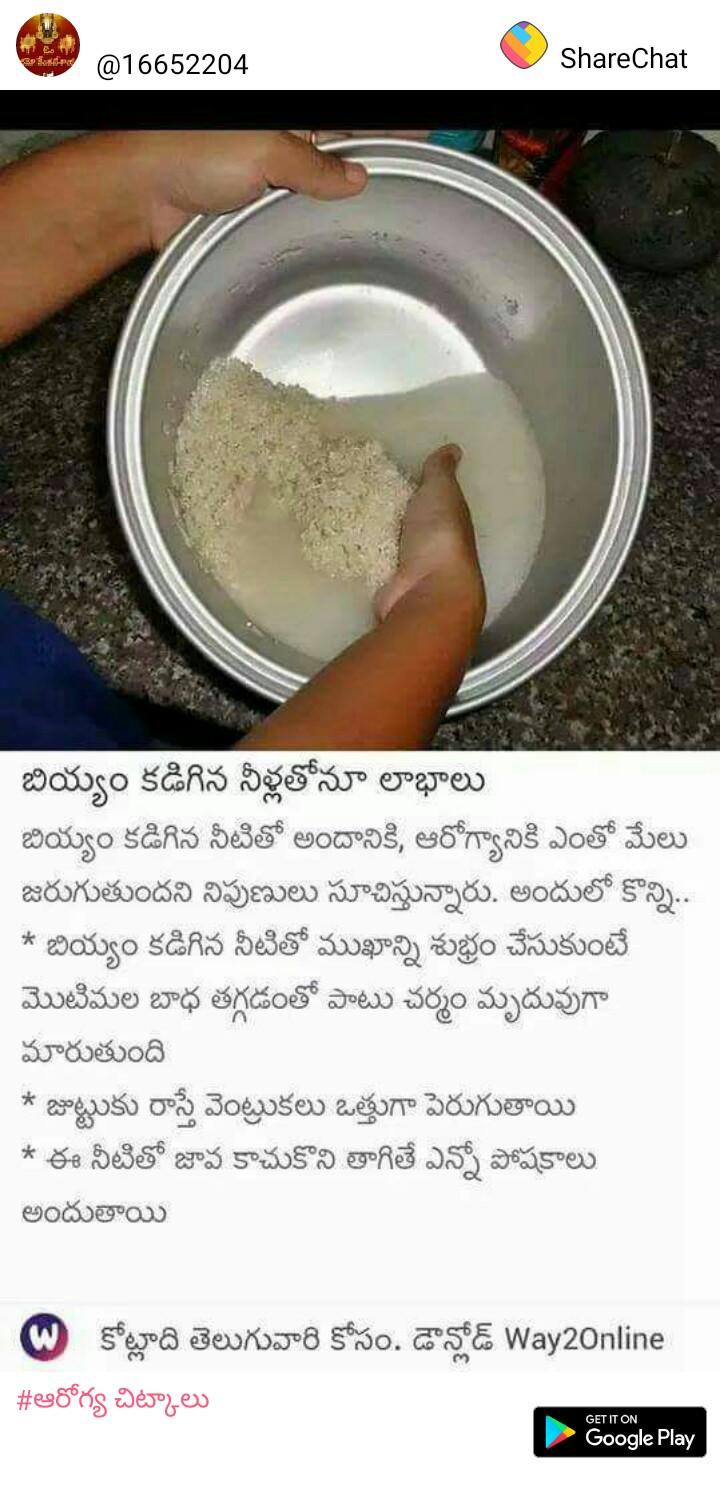 @16652204
ShareChat
బియ్యం కడిగిన నీళ్లతోనూ లాభాలు
బియ్యం కడిగిన నీటితో అందానికి, ఆరోగ్యానికి ఎంతో మేలు
జరుగుతుందని నిపుణులు సూచిస్తున్నారు. అందులో కొన్ని..
* బియ్యం కడిగిన నీటితో ముఖాన్ని శుభ్రం చేసుకుంటే
మొటిమల బాధ తగ్గడంతో పాటు చర్మం మృదువుగా
మారుతుంది
* జుట్టుకు రాస్తే వెంట్రుకలు ఒత్తుగా పెరుగుతాయి
* ఈ నీటితో జావ కాచుకొని తాగితే ఎన్నో పోషకాలు
అందుతాయి
W కోట్లాది తెలుగువారి కోసం. డౌన్లోడ్ Way2Online
#ఆరోగ్య చిట్కాలు
GET IT ON
Google Play